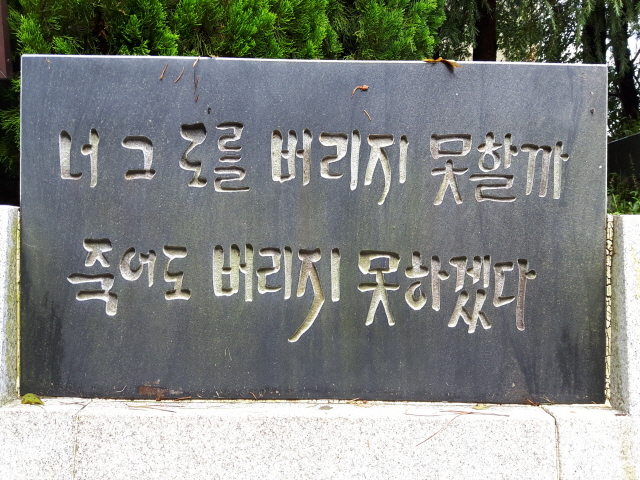 너 그 도를 버리지 못할까
죽어도 버리지 못하겠다